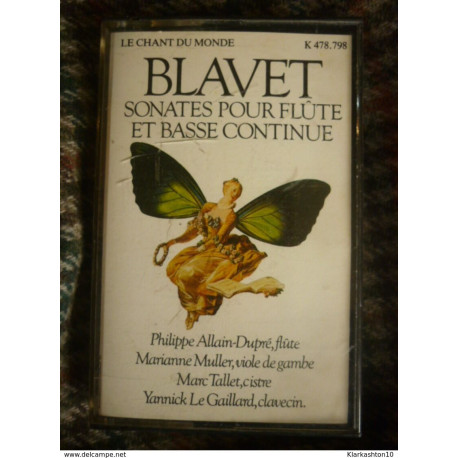 LE CHANT DU MONDE K 478.798
BLAVET
SONATES POUR FLÛTE
ET BASSE CONTINUE
Philippe Allain-Dupré, flûte
Marianne Muller, viole de gambe
Marc Tallet, cistre
Yannick Le Gaillard, clavecin.
www.delcampe.net
Klarkashton10